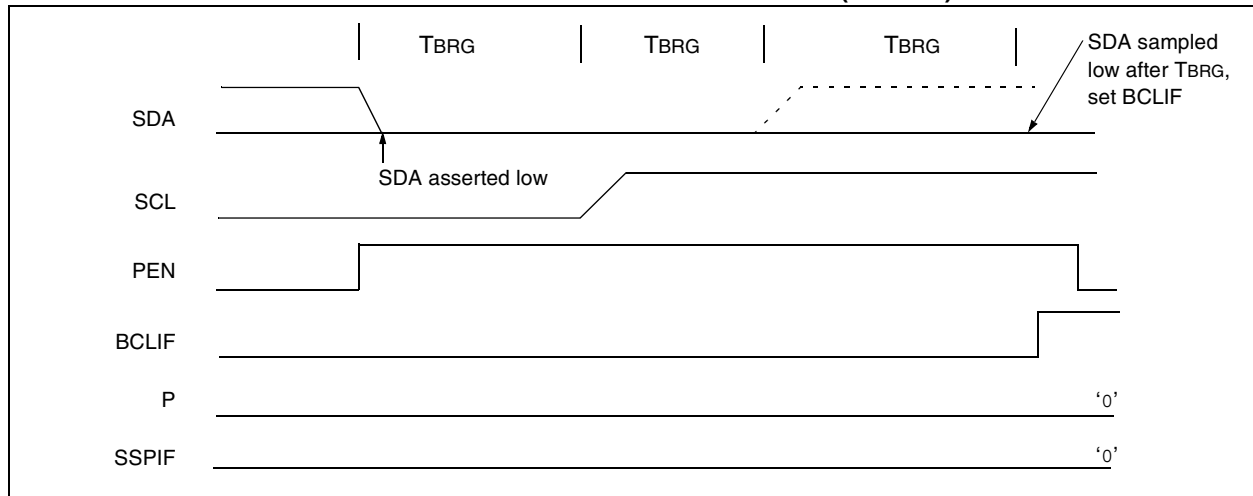 TBRG TBRG TBRG
SDA sampled
low after TBRG,
set BCLIF
SDA
SDA asserted low
SCL
PEN
BCLIF
P ‘0’
SSPIF ‘0’